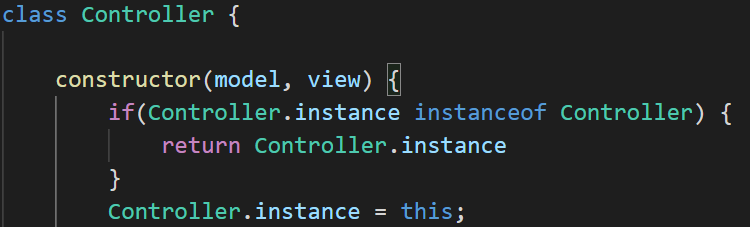 class Controller {
constructor(model, view) {
if(Controller.instance instanceof Controller) {
return Controller.instance
}
Controller.instance = this;